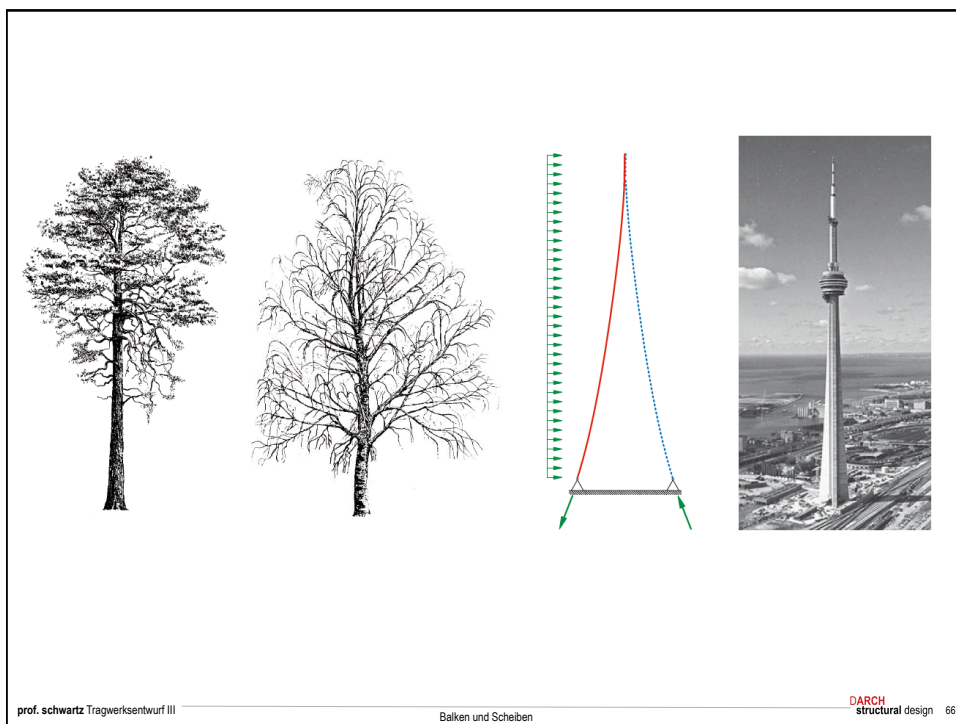 prof. schwartz Tragwerksentwurf III
Balken und Scheiben
DARCH
structural design 66